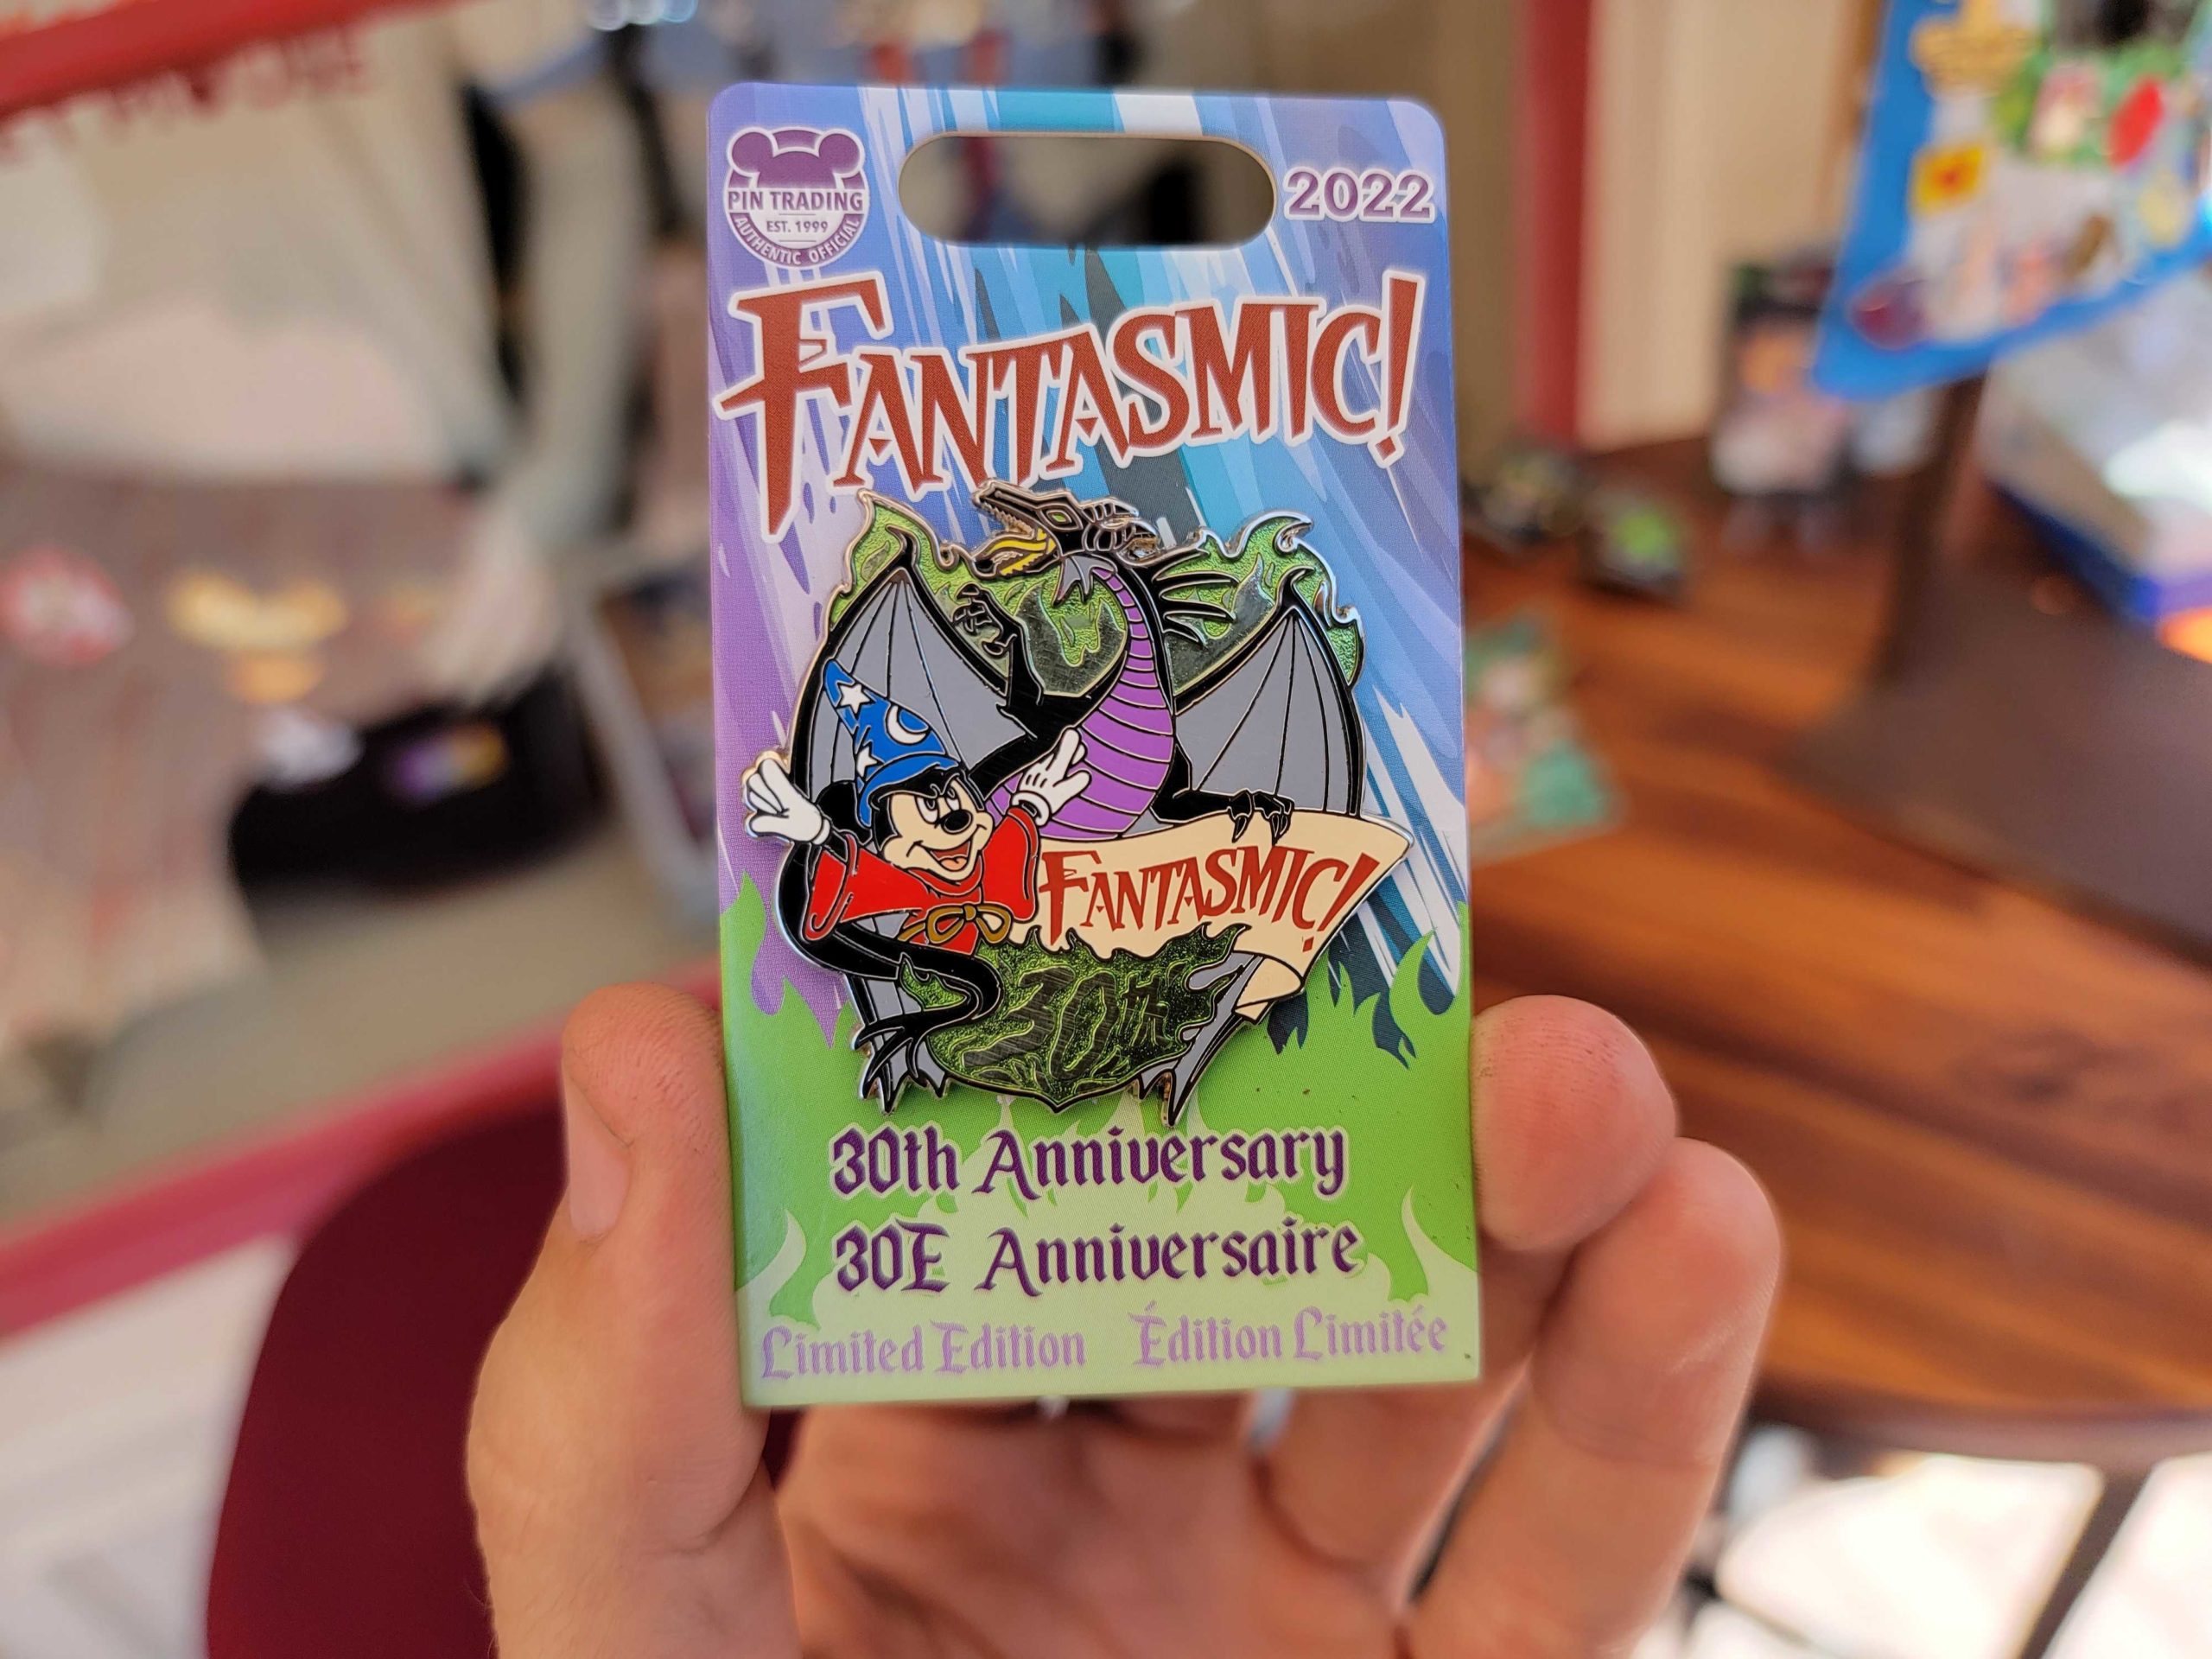 PIN TRADING
EST. 1999
AUTHENTIC OFFICIAL
2022
FANTASMIC!
FANTASMIC!
30th
30th Anniversary
30E Anniversaire
Limited Edition Édition Limitée